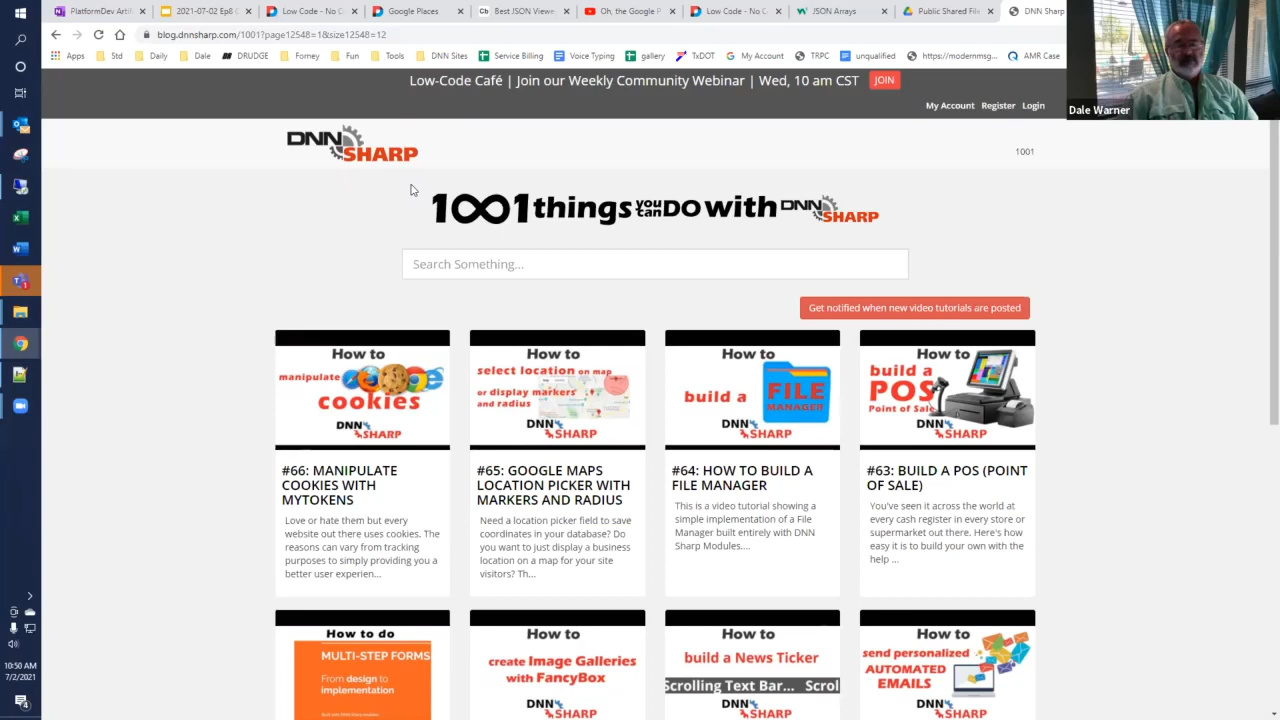 PlatformDev Artif
2021-07-02 Ep8 C
Low Code - No C
Google Places
Best JSON Viewe
Oh, the Google P
Low Code - No C
JSON Arrays
Public Shared File
DNN Sharp
blog.dnnsharp.com/1001?page12548=1&size12548=12
Apps
Std
Daily
Dale
DRUDGE
Forney
Fun
Tools
DNN Sites
Service Billing
Voice Typing
gallery
TxDOT
My Account
TRPC
unqualified
https://modernmsg...
AMR Case
Low-Code Café | Join our Weekly Community Webinar | Wed, 10 am CST JOIN
My Account Register Login
Dale Warner
DNN SHARP
1001
1001 things you can DO with DNN SHARP
Search Something...
Get notified when new video tutorials are posted
How to
manipulate
cookies
DNN
SHARP
#66: MANIPULATE
COOKIES WITH
MYTOKENS
Love or hate them but every
website out there uses cookies. The
reasons can vary from tracking
purposes to simply providing you a
better user experien...
How to
select location on map
or display markers
and radius
DNN
SHARP
#65: GOOGLE MAPS
LOCATION PICKER WITH
MARKERS AND RADIUS
Need a location picker field to save
coordinates in your database? Do
you want to just display a business
location on a map for your site
visitors? Th...
How to
build a
FILE
MANAGER
DNN
SHARP
#64: HOW TO BUILD A
FILE MANAGER
This is a video tutorial showing a
simple implementation of a File
Manager built entirely with DNN
Sharp Modules....
How to
build a
POS
Point of Sale
DNN
SHARP
#63: BUILD A POS (POINT
OF SALE)
You've seen it across the world at
every cash register in every store or
supermarket out there. Here's how
easy it is to build your own with the
help ...
How to do
MULTI-STEP FORMS
From design to
implementation
How to
create Image Galleries
with FancyBox
DNN
SHARP
How to
build a News Ticker
Scrolling Text Bar... Scrol
DNN
SHARP
How to
send personalized
AUTOMATED
EMAILS
DNN
SHARP
10:50 AM
7/2/2021